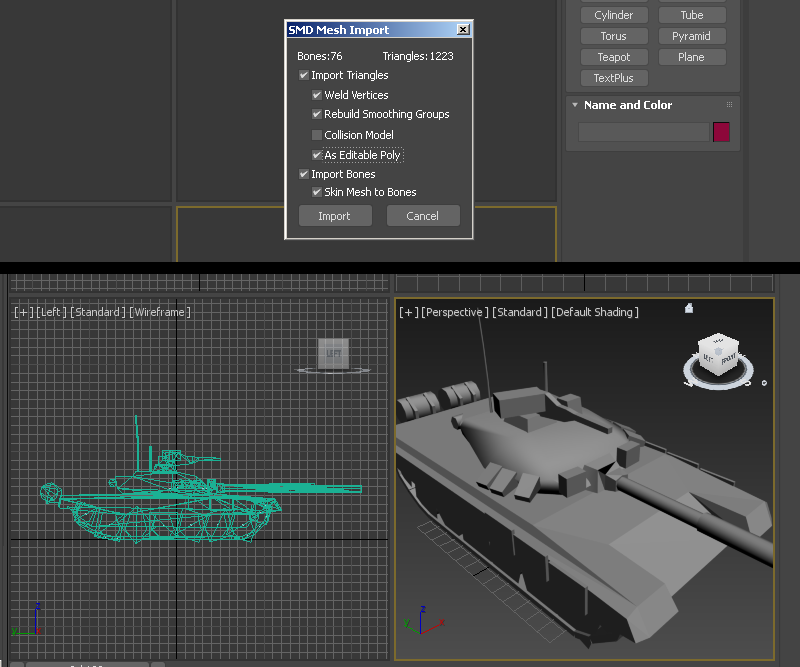 SMD Mesh Import
Bones:76 Triangles:1223
Import Triangles
Weld Vertices
Rebuild Smoothing Groups
Collision Model
As Editable Poly
Import Bones
Skin Mesh to Bones
Import Cancel
Cylinder Tube
Torus Pyramid
Teapot Plane
TextPlus
Name and Color
[+] [Left] [Standard] [Wireframe]
LEFT
z
y
[+] [Perspective] [Standard] [Default Shading]
FRONT
z
x